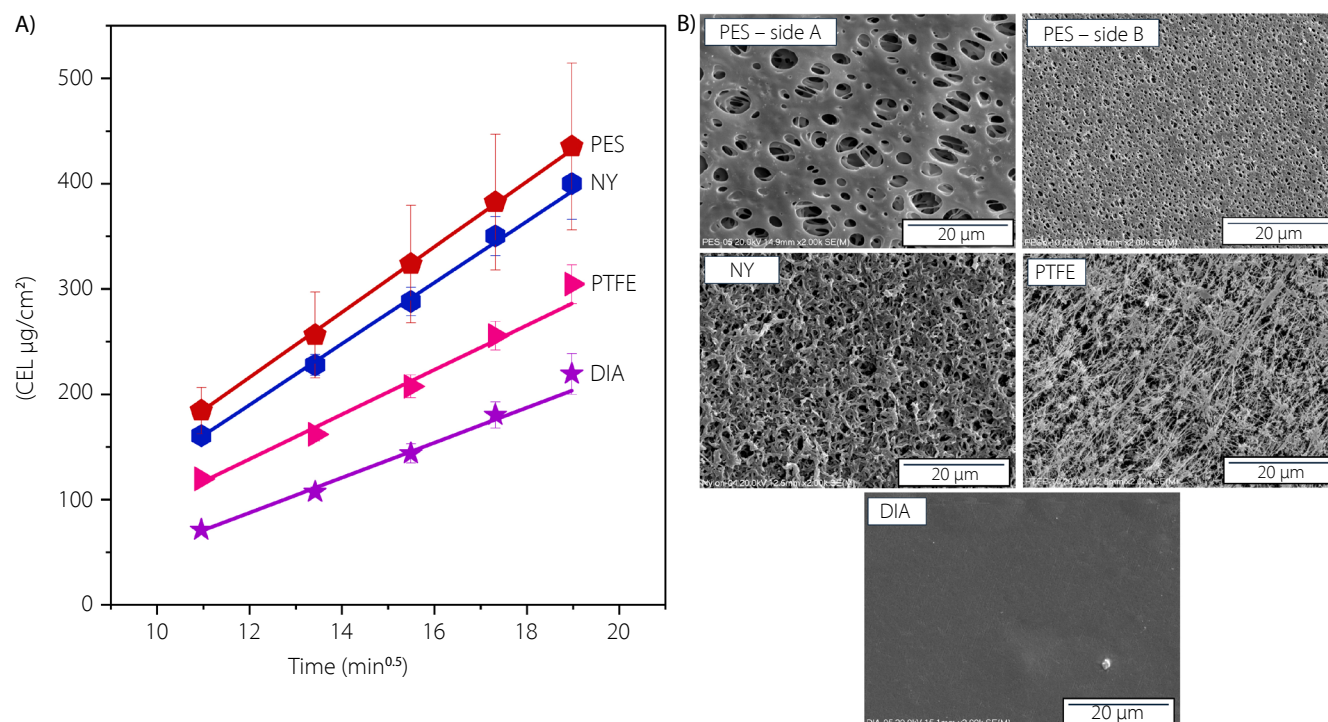 A)
500
400
300
200
100
0
(CEL µg/cm²)
10
12
14
16
18
20
Time (min⁰·⁵)
PES
NY
PTFE
DIA
B)
PES – side A
20 µm
PES – side B
20 µm
NY
20 µm
PTFE
20 µm
DIA
20 µm